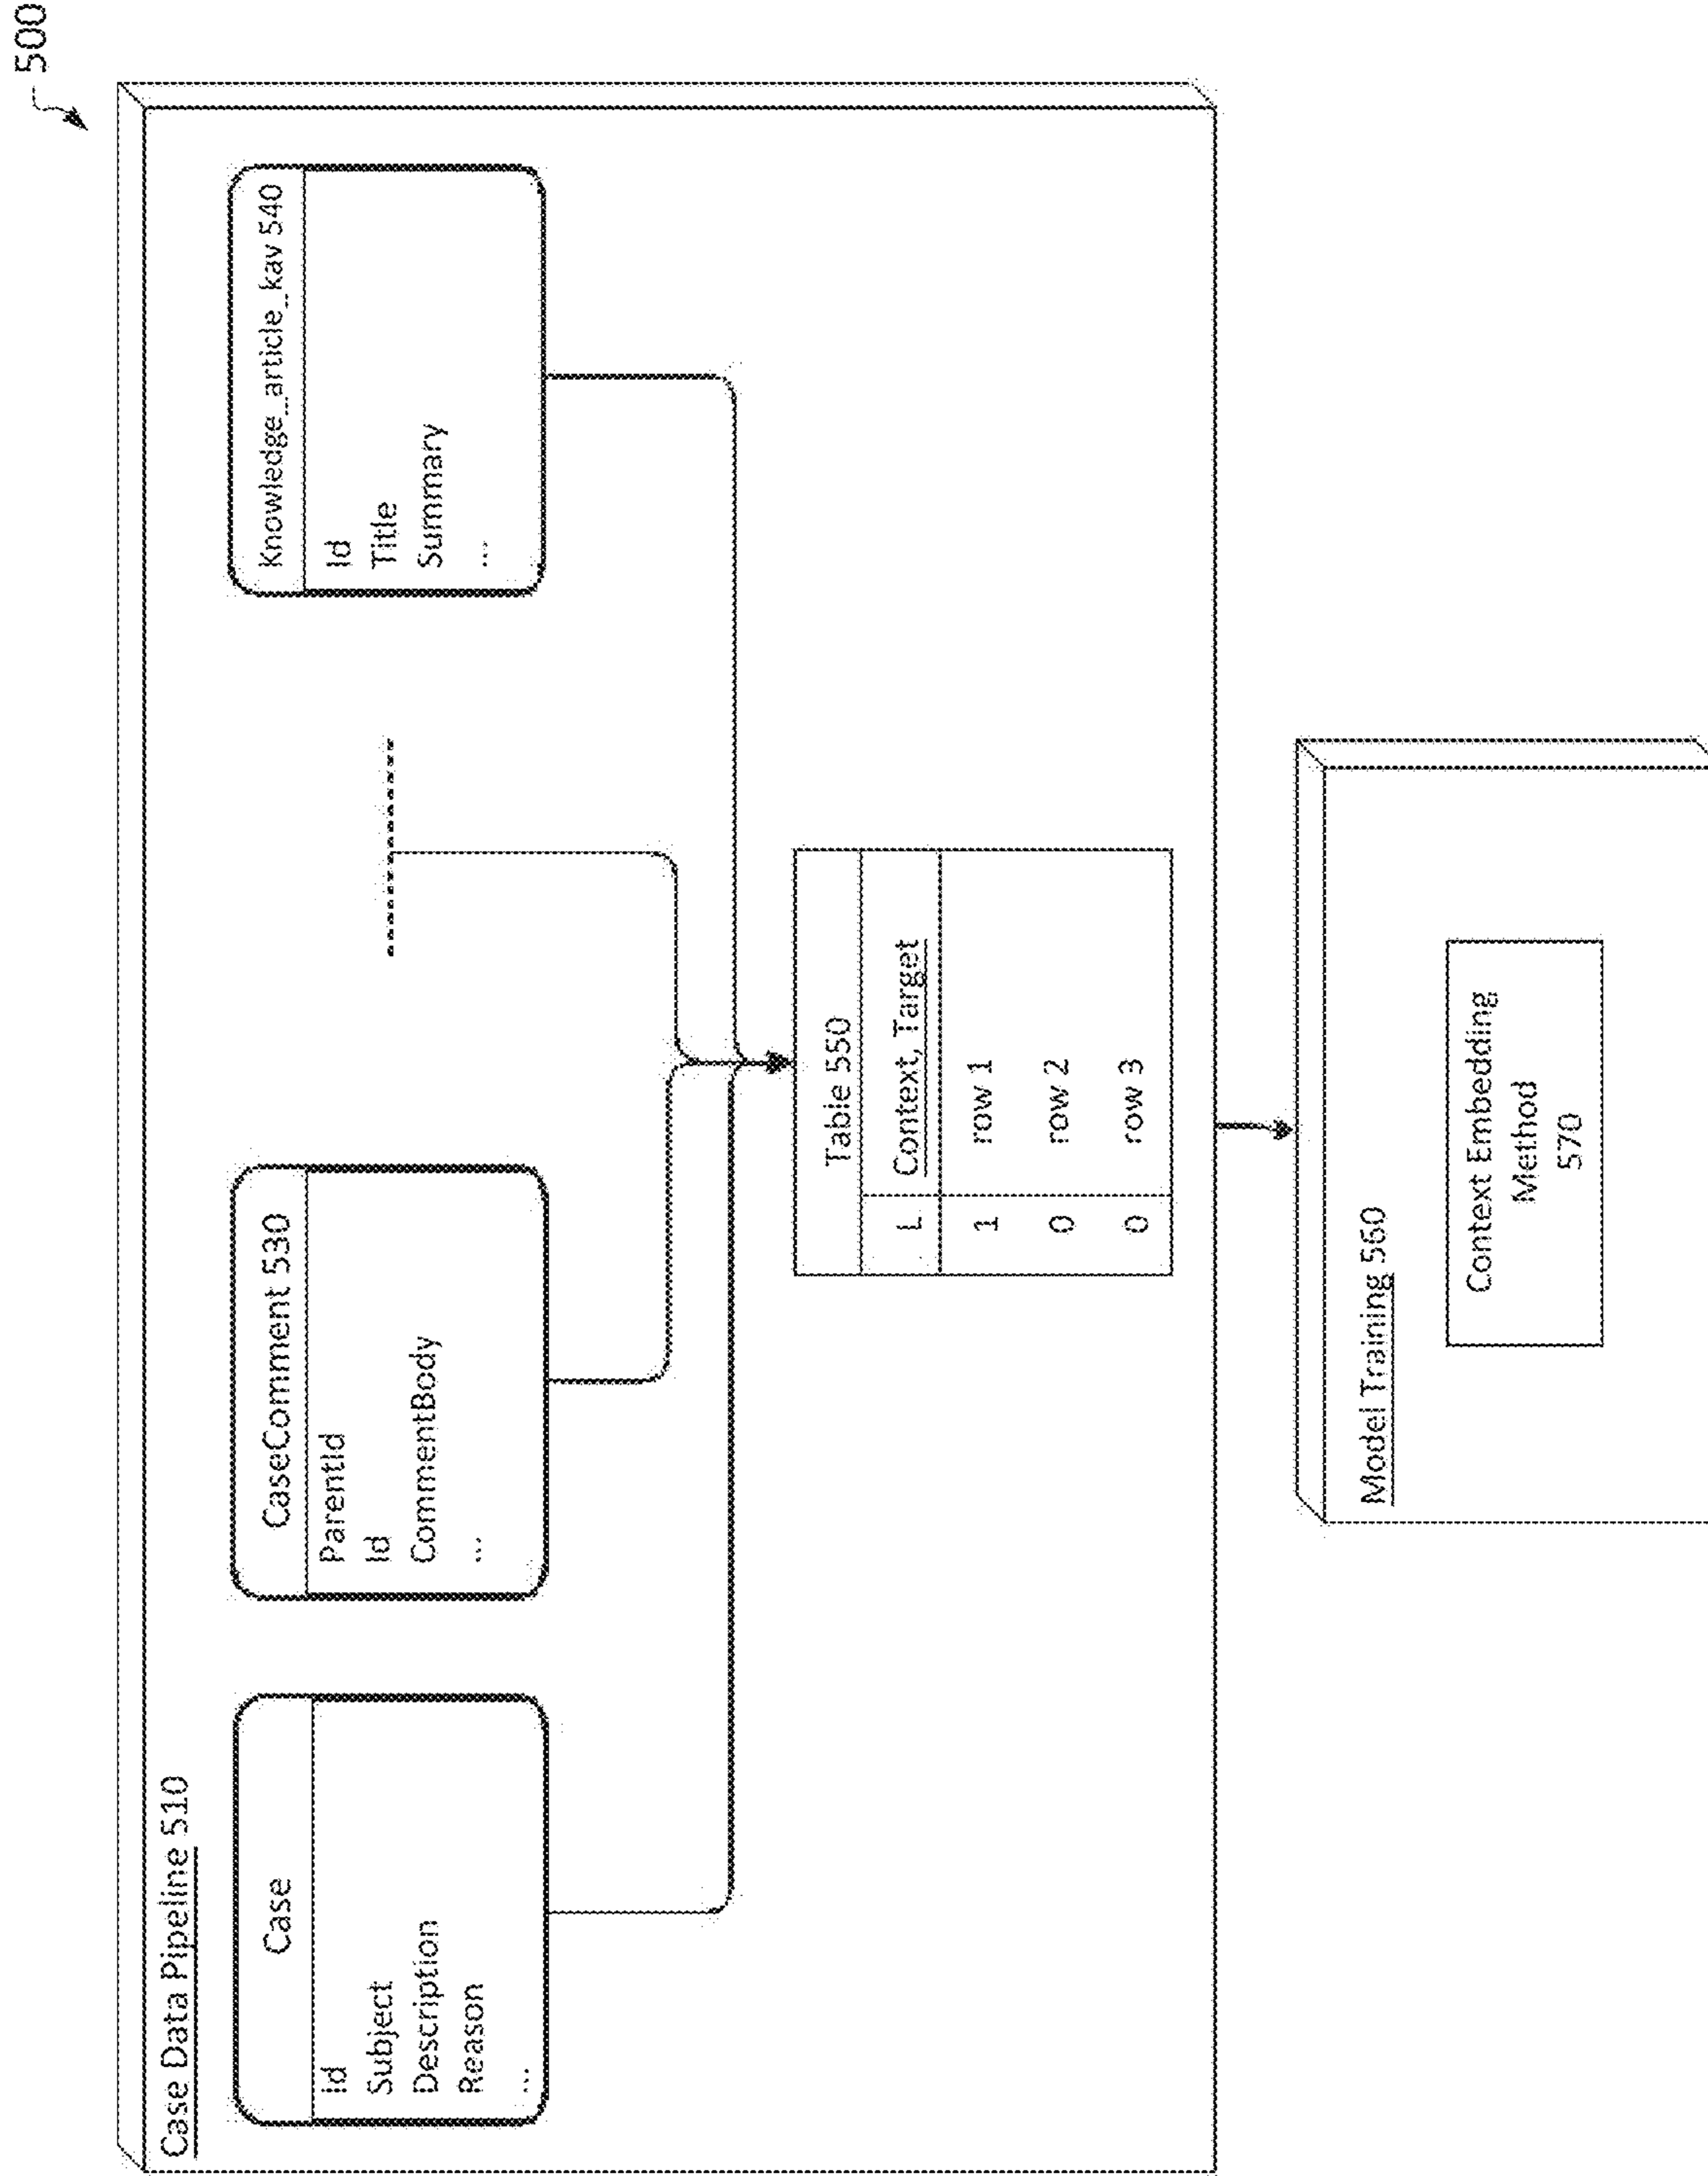 500
Case Data Pipeline 510
Case
Id
Subject
Description
Reason
...
CaseComment 530
ParentId
Id
CommentBody
...
Knowledge_article_kav 540
Id
Title
Summary
...
Table 550
L Context, Target
1 row 1
0 row 2
0 row 3
Model Training 560
Context Embedding
Method
570